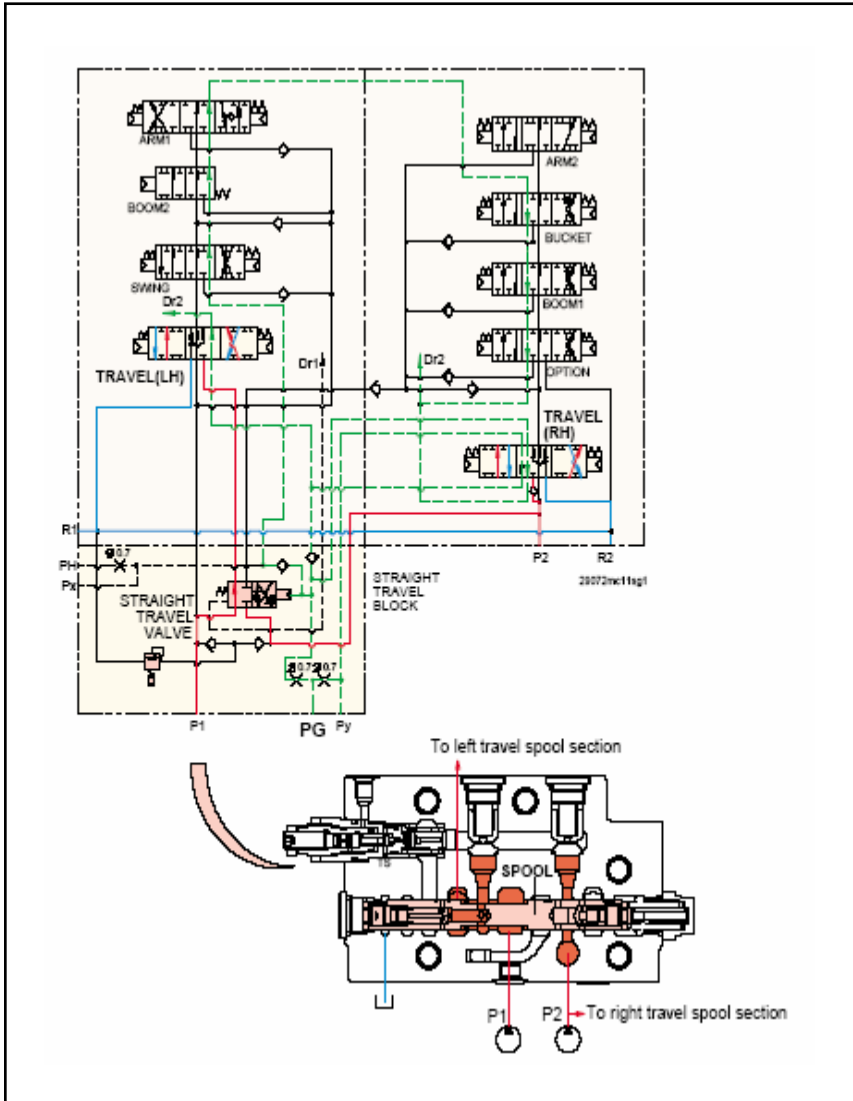 ARM1
ARM2
BOOM2
BUCKET
SWING
BOOM1
Dr2
Dr1
Dr2
OPTION
TRAVEL(LH)
TRAVEL
(RH)
R1
P2
R2
PH
0.7
Px
STRAIGHT
TRAVEL
VALVE
STRAIGHT
TRAVEL
BLOCK
0.7
0.7
P1
PG
Py
To left travel spool section
TS
SPOOL
P1
P2
To right travel spool section